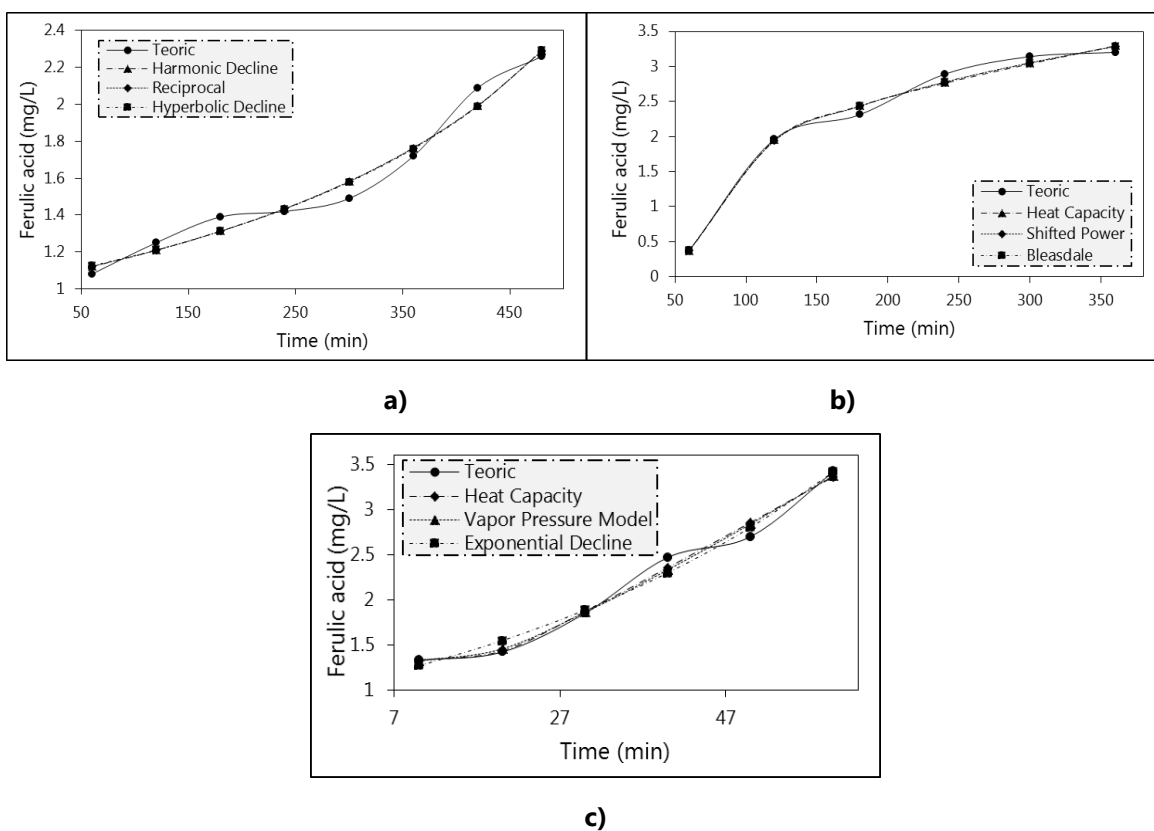 2.4
2.2
2
1.8
1.6
1.4
1.2
1
Ferulic acid (mg/L)
Teoric
Harmonic Decline
Reciprocal
Hyperbolic Decline
50 150 250 350 450
Time (min)
3.5
3
2.5
2
1.5
1
0.5
0
Ferulic acid (mg/L)
Teoric
Heat Capacity
Shifted Power
Bleasdale
50 100 150 200 250 300 350
Time (min)
a)
b)
3.5
3
2.5
2
1.5
1
Ferulic acid (mg/L)
Teoric
Heat Capacity
Vapor Pressure Model
Exponential Decline
7 27 47
Time (min)
c)